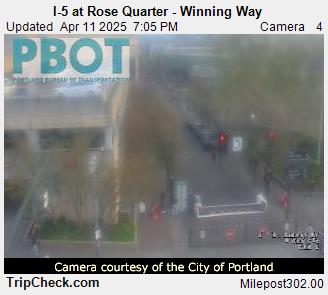 I-5 at Rose Quarter - Winning Way
Updated Apr 11 2025 7:05 PM Camera 4
PBOT
PORTLAND BUREAU OF TRANSPORTATION
Camera courtesy of the City of Portland
TripCheck.com Milepost302.00